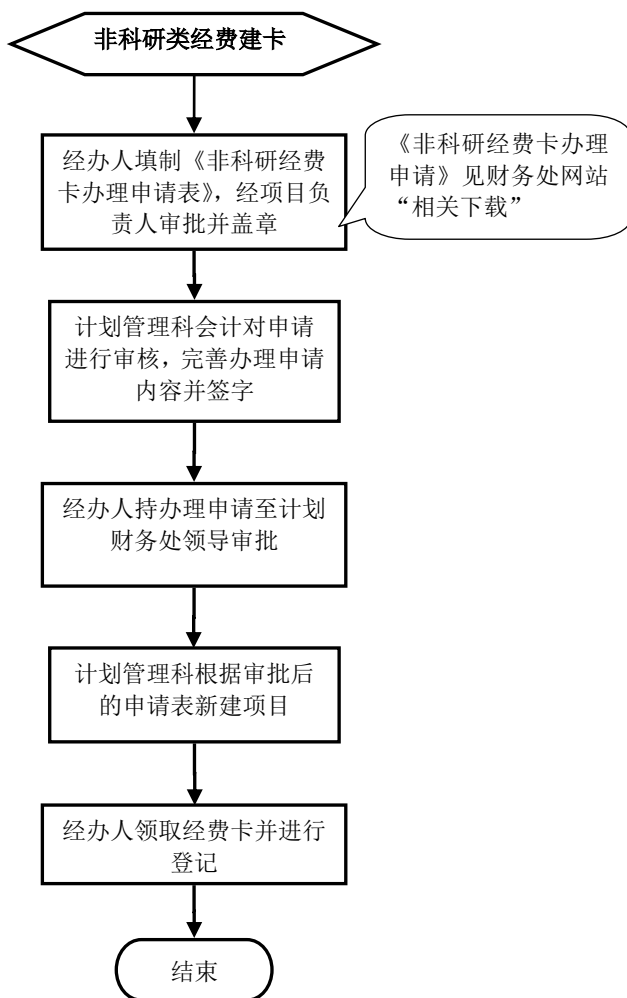 非科研类经费建卡
经办人填制《非科研经费
卡办理申请表》，经项目负
责人审批并盖章
《非科研经费卡办理
申请》见财务处网站
“相关下载”
计划管理科会计对申请
进行审核，完善办理申请
内容并签字
经办人持办理申请至计划
财务处领导审批
计划管理科根据审批后
的申请表新建项目
经办人领取经费卡并进行
登记
结束